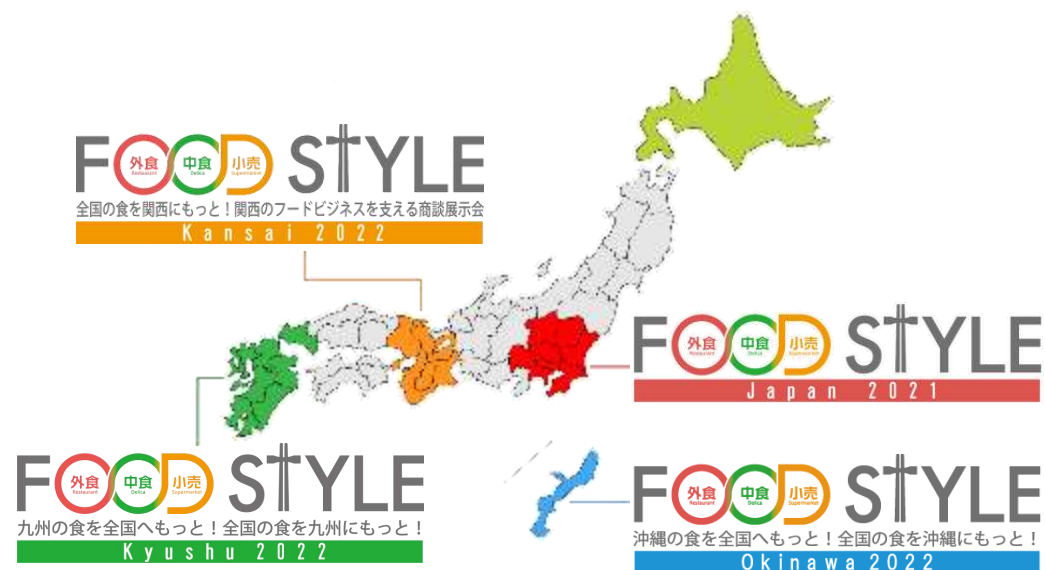 FOOD STYLE
外食 中食 小売
Restaurant Delica Supermarket
全国の食を関西にもっと！関西のフードビジネスを支える商談展示会
Kansai 2022
FOOD STYLE
外食 中食 小売
Restaurant Delica Supermarket
Japan 2021
FOOD STYLE
外食 中食 小売
Restaurant Delica Supermarket
九州の食を全国へもっと！全国の食を九州にもっと！
Kyushu 2022
FOOD STYLE
外食 中食 小売
Restaurant Delica Supermarket
沖縄の食を全国へもっと！全国の食を沖縄にもっと！
Okinawa 2022